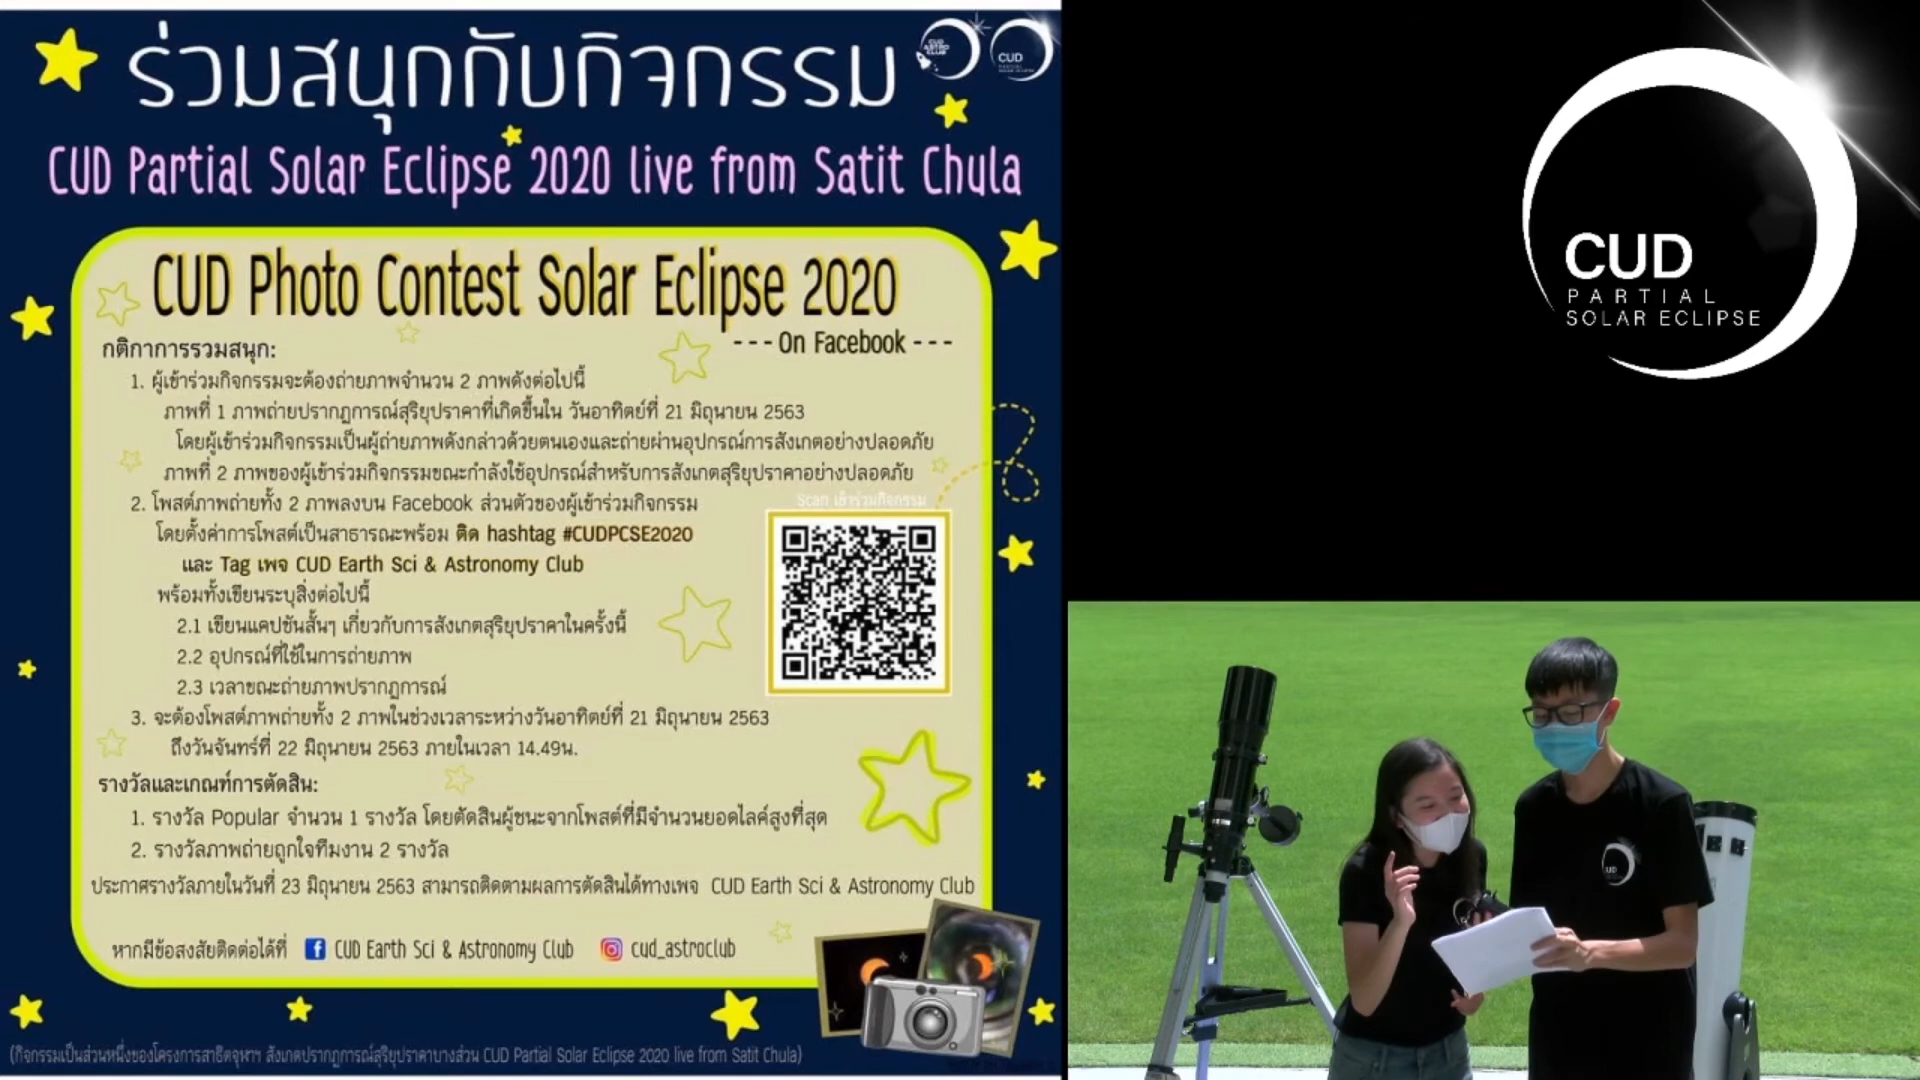 ร่วมสนุกกับกิจกรรม
CUD Partial Solar Eclipse 2020 live from Satit Chula
CUD Photo Contest Solar Eclipse 2020
--- On Facebook ---
กติกาการรวมสนุก:
1. ผู้เข้าร่วมกิจกรรมจะต้องถ่ายภาพจำนวน 2 ภาพดังต่อไปนี้
ภาพที่ 1 ภาพถ่ายปรากฏการณ์สุริยุปราคาที่เกิดขึ้นใน วันอาทิตย์ที่ 21 มิถุนายน 2563
โดยผู้เข้าร่วมกิจกรรมเป็นผู้ถ่ายภาพดังกล่าวด้วยตนเองและถ่ายผ่านอุปกรณ์การสังเกตอย่างปลอดภัย
ภาพที่ 2 ภาพของผู้เข้าร่วมกิจกรรมขณะกำลังใช้อุปกรณ์สำหรับการสังเกตสุริยุปราคาอย่างปลอดภัย
2. โพสต์ภาพถ่ายทั้ง 2 ภาพลงบน Facebook ส่วนตัวของผู้เข้าร่วมกิจกรรม
โดยตั้งค่าการโพสต์เป็นสาธารณะพร้อม ติด hashtag #CUDPCSE2020
และ Tag เพจ CUD Earth Sci & Astronomy Club
พร้อมทั้งเขียนระบุสิ่งต่อไปนี้
2.1 เขียนแคปชันสั้นๆ เกี่ยวกับการสังเกตสุริยุปราคาในครั้งนี้
2.2 อุปกรณ์ที่ใช้ในการถ่ายภาพ
2.3 เวลาขณะถ่ายภาพปรากฏการณ์
Scan เข้าร่วมกิจกรรม
3. จะต้องโพสต์ภาพถ่ายทั้ง 2 ภาพในช่วงเวลาระหว่างวันอาทิตย์ที่ 21 มิถุนายน 2563
ถึงวันจันทร์ที่ 22 มิถุนายน 2563 ภายในเวลา 14.49น.
รางวัลและเกณฑ์การตัดสิน:
1. รางวัล Popular จำนวน 1 รางวัล โดยตัดสินผู้ชนะจากโพสต์ที่มีจำนวนยอดไลค์สูงที่สุด
2. รางวัลภาพถ่ายถูกใจทีมงาน 2 รางวัล
ประกาศรางวัลภายในวันที่ 23 มิถุนายน 2563 สามารถติดตามผลการตัดสินได้ทางเพจ CUD Earth Sci & Astronomy Club
หากมีข้อสงสัยติดต่อได้ที่ CUD Earth Sci & Astronomy Club cud_astroclub
(กิจกรรมเป็นส่วนหนึ่งของโครงการสาธิตจุฬาฯ สังเกตปรากฏการณ์สุริยุปราคาบางส่วน CUD Partial Solar Eclipse 2020 live from Satit Chula)
CUD ASTRO CLUB
CUD
CUD
PARTIAL
SOLAR ECLIPSE